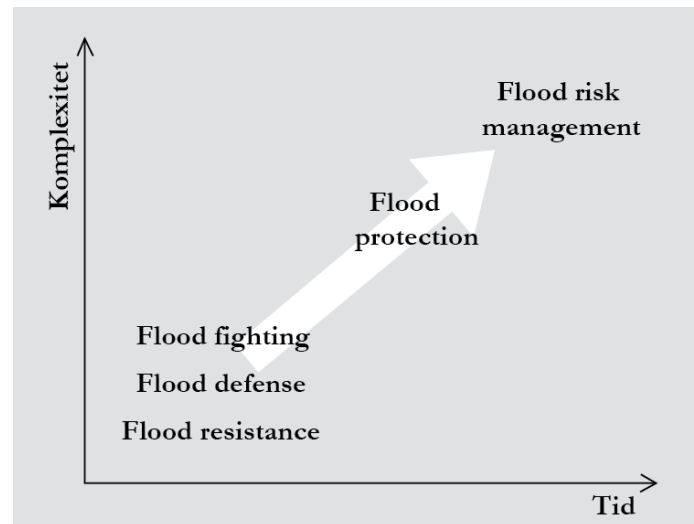 Komplexitet
Flood risk
management
Flood
protection
Flood fighting
Flood defense
Flood resistance
Tid